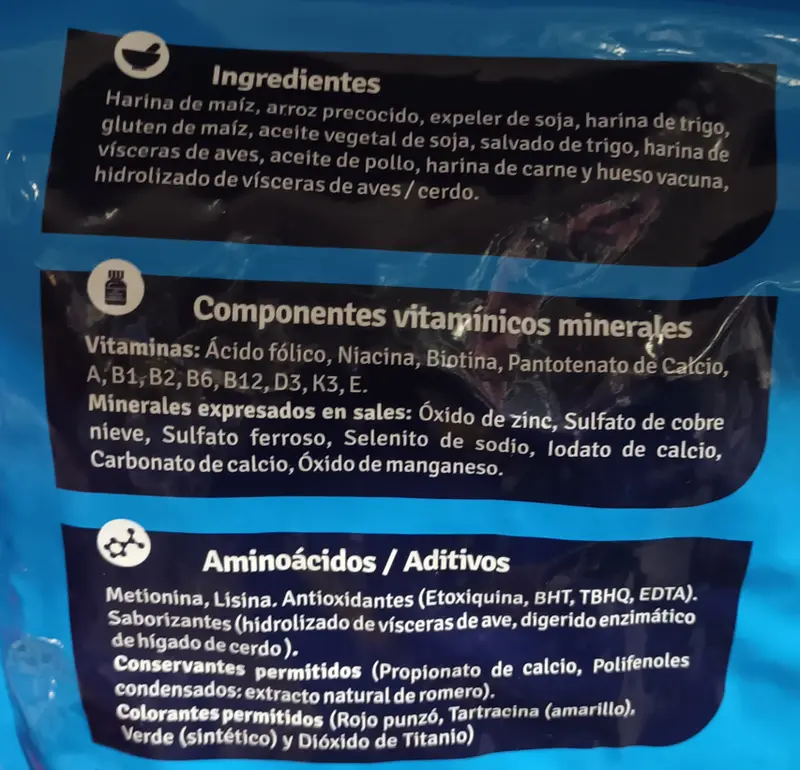 Ingredientes
Harina de maíz, arroz precocido, expeler de soja, harina de trigo,
gluten de maíz, aceite vegetal de soja, salvado de trigo, harina de
vísceras de aves, aceite de pollo, harina de carne y hueso vacuna,
hidrolizado de vísceras de aves / cerdo.
Componentes vitamínicos minerales
Vitaminas: Ácido fólico, Niacina, Biotina, Pantotenato de Calcio,
A, B1, B2, B6, B12, D3, K3, E.
Minerales expresados en sales: Óxido de zinc, Sulfato de cobre
nieve, Sulfato ferroso, Selenito de sodio, Iodato de calcio,
Carbonato de calcio, Óxido de manganeso.
Aminoácidos / Aditivos
Metionina, Lisina. Antioxidantes (Etoxiquina, BHT, TBHQ, EDTA).
Saborizantes (hidrolizado de vísceras de ave, digerido enzimático
de hígado de cerdo).
Conservantes permitidos (Propionato de calcio, Polifenoles
condensados; extracto natural de romero).
Colorantes permitidos (Rojo punzó, Tartracina (amarillo),
Verde (sintético) y Dióxido de Titanio)